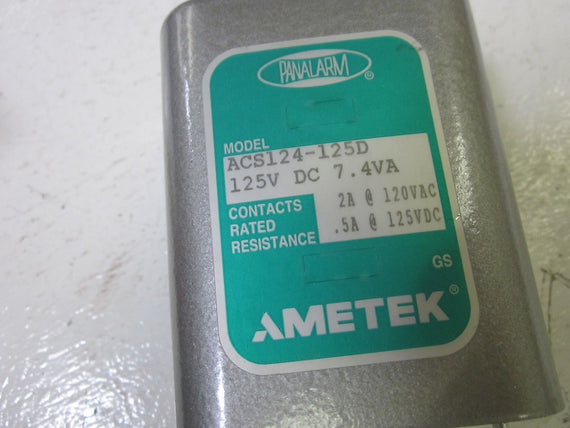 PANALARM ®
MODEL
ACS124-125D
125V DC 7.4VA
CONTACTS
RATED
RESISTANCE
2A @ 120VAC
.5A @ 125VDC
GS
AMETEK ®